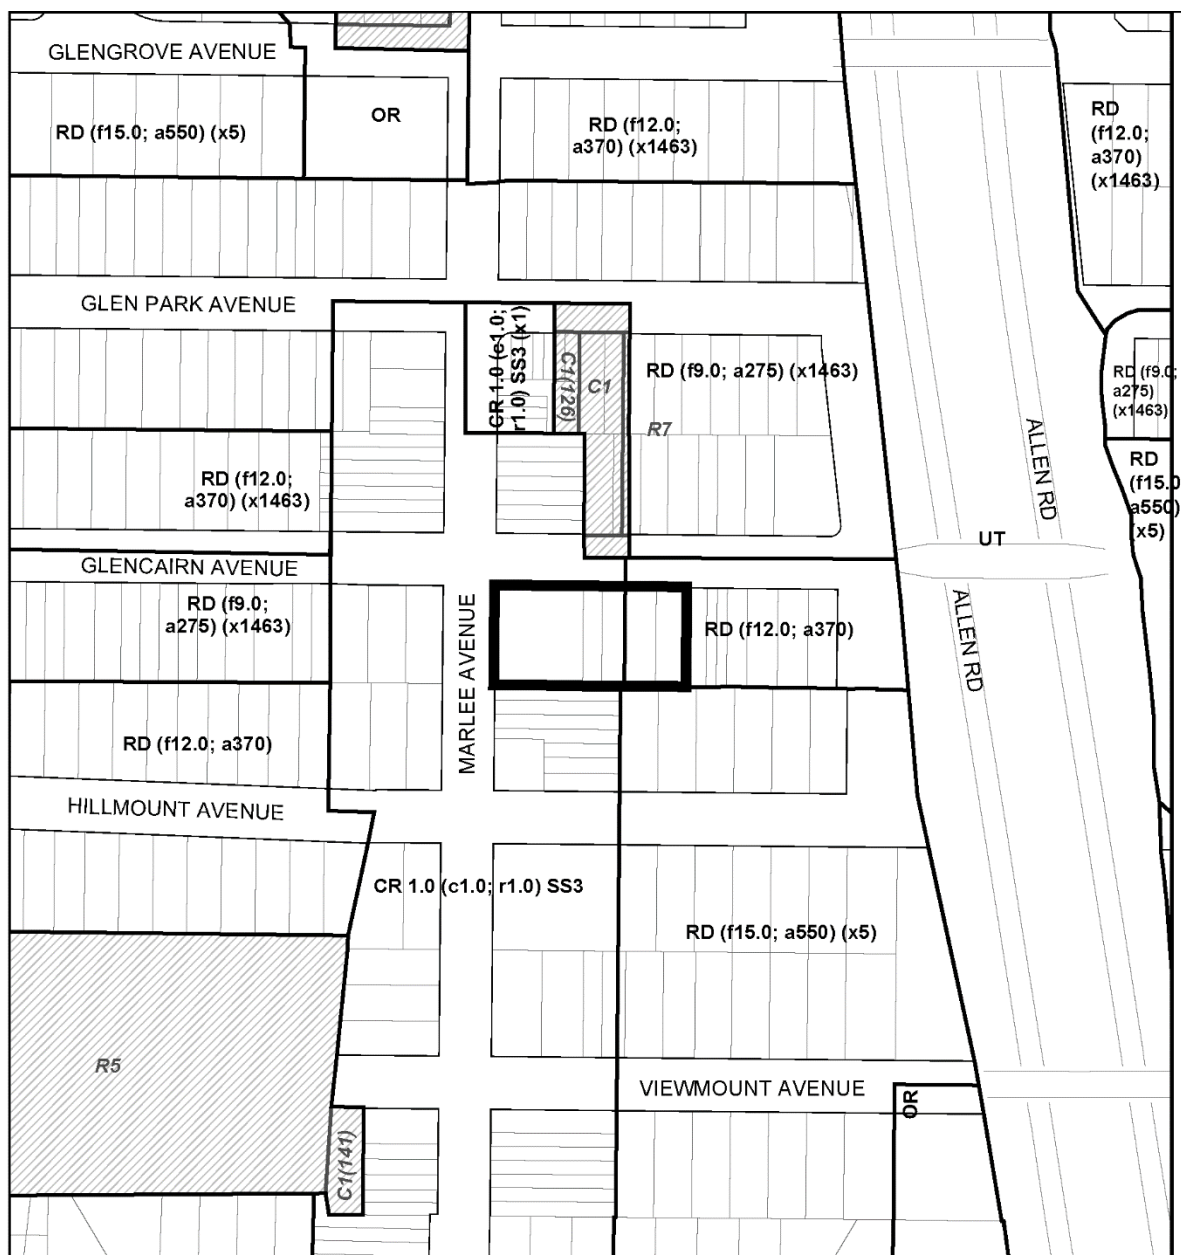 GLENGROVE AVENUE
RD (f15.0; a550) (x5)
OR
RD (f12.0;
a370) (x1463)
RD
(f12.0;
a370)
(x1463)
GLEN PARK AVENUE
CR 1.0 (c1.0;
r1.0) SS3 (x1)
C1(126)
C1
RD (f9.0; a275) (x1463)
R7
RD (f9.0;
a275)
(x1463)
ALLEN RD
RD (f12.0;
a370) (x1463)
RD
(f15.0
a550)
(x5)
UT
GLENCAIRN AVENUE
RD (f9.0;
a275) (x1463)
MARLEE AVENUE
RD (f12.0; a370)
ALLEN RD
RD (f12.0; a370)
HILLMOUNT AVENUE
CR 1.0 (c1.0; r1.0) SS3
RD (f15.0; a550) (x5)
R5
VIEWMOUNT AVENUE
OR
C1(141)